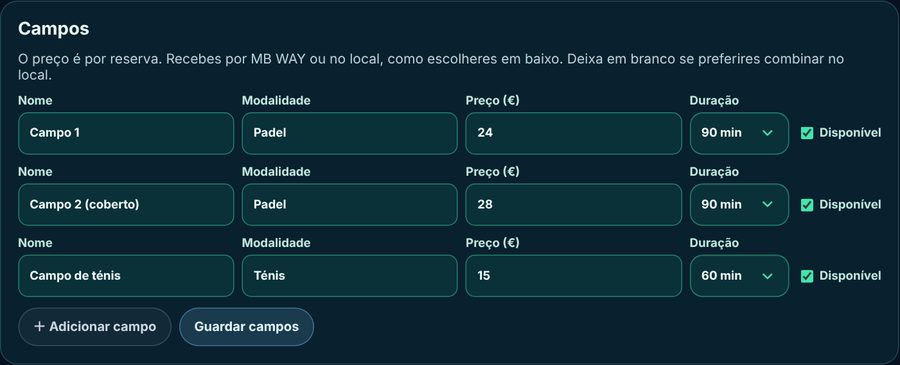 Campos
O preço é por reserva. Recebes por MB WAY ou no local, como escolheres em baixo. Deixa em branco se preferires combinar no
local.
Nome Modalidade Preço (€) Duração
Campo 1 Padel 24 90 min Disponível
Nome Modalidade Preço (€) Duração
Campo 2 (coberto) Padel 28 90 min Disponível
Nome Modalidade Preço (€) Duração
Campo de ténis Ténis 15 60 min Disponível
+ Adicionar campo Guardar campos